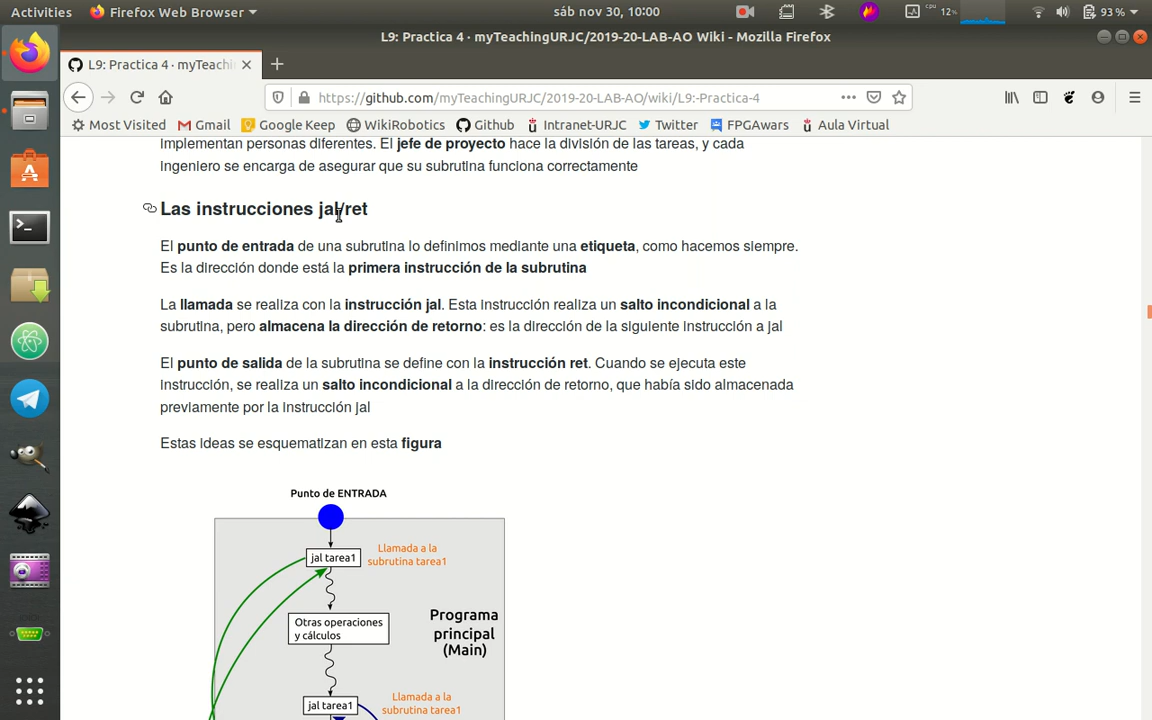 Activities
Firefox Web Browser
sáb nov 30, 10:00
cpu 12%
93 %
L9: Practica 4 · myTeachingURJC/2019-20-LAB-AO Wiki - Mozilla Firefox
L9: Practica 4 · myTeachi
https://github.com/myTeachingURJC/2019-20-LAB-AO/wiki/L9:-Practica-4
Most Visited
Gmail
Google Keep
WikiRobotics
Github
Intranet-URJC
Twitter
FPGAwars
Aula Virtual
implementan personas diferentes. El jefe de proyecto hace la división de las tareas, y cada
ingeniero se encarga de asegurar que su subrutina funciona correctamente
Las instrucciones jal/ret
El punto de entrada de una subrutina lo definimos mediante una etiqueta, como hacemos siempre.
Es la dirección donde está la primera instrucción de la subrutina
La llamada se realiza con la instrucción jal. Esta instrucción realiza un salto incondicional a la
subrutina, pero almacena la dirección de retorno: es la dirección de la siguiente instrucción a jal
El punto de salida de la subrutina se define con la instrucción ret. Cuando se ejecuta este
instrucción, se realiza un salto incondicional a la dirección de retorno, que había sido almacenada
previamente por la instrucción jal
Estas ideas se esquematizan en esta figura
Punto de ENTRADA
jal tarea1
Llamada a la
subrutina tarea1
Otras operaciones
y cálculos
Programa
principal
(Main)
jal tarea1
Llamada a la
subrutina tarea1